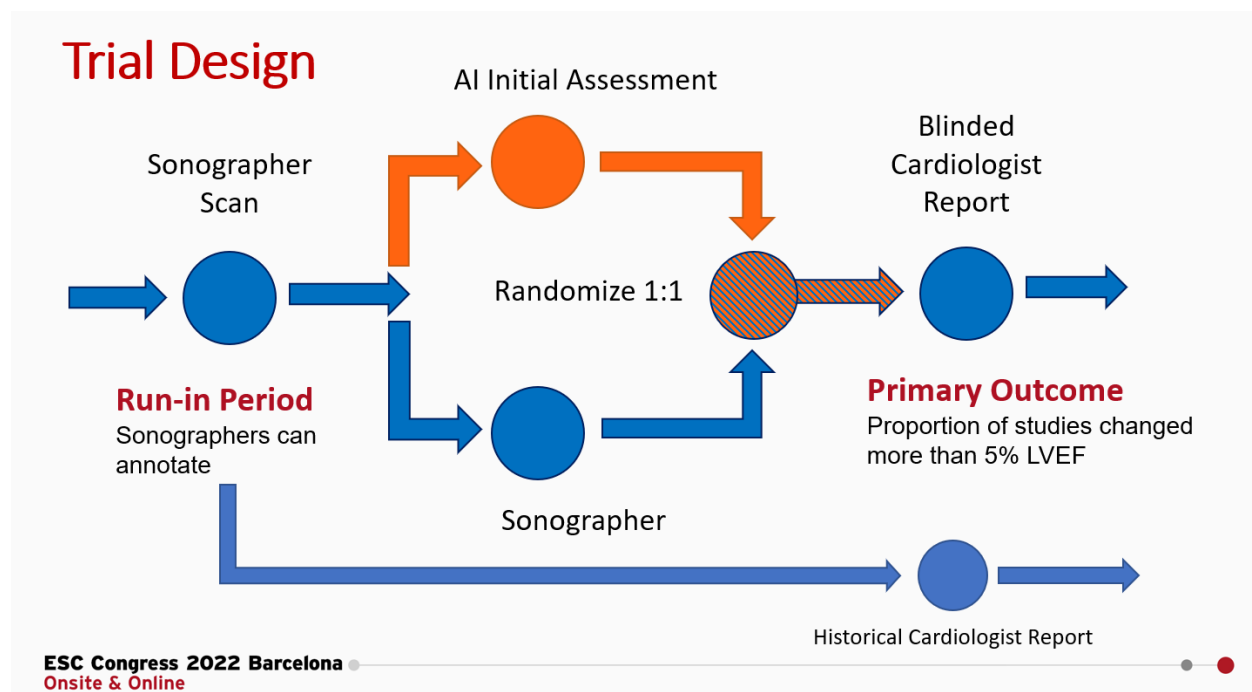 Trial Design
AI Initial Assessment
Sonographer
Scan
Blinded
Cardiologist
Report
Randomize 1:1
Run-in Period
Sonographers can
annotate
Primary Outcome
Proportion of studies changed
more than 5% LVEF
Sonographer
Historical Cardiologist Report
ESC Congress 2022 Barcelona
Onsite & Online